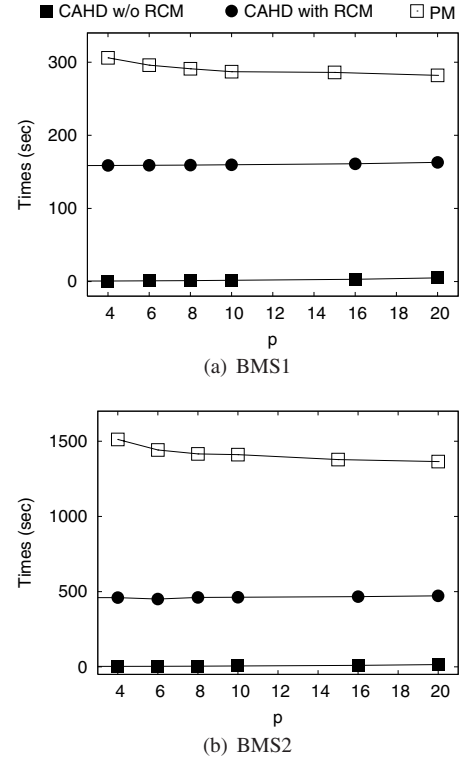 CAHD w/o RCM CAHD with RCM PM
300
200
100
0
4 6 8 10 12 14 16 18 20
Times (sec)
p
(a) BMS1
1500
1000
500
0
4 6 8 10 12 14 16 18 20
Times (sec)
p
(b) BMS2